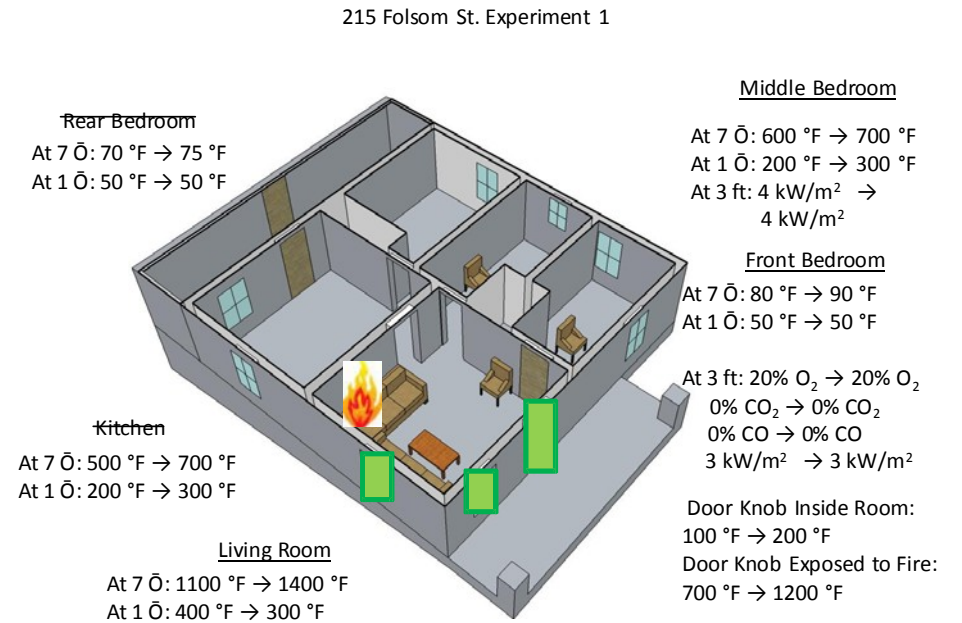 215 Folsom St. Experiment 1
Rear Bedroom
At 7 Ō: 70 °F → 75 °F
At 1 Ō: 50 °F → 50 °F
Middle Bedroom
At 7 Ō: 600 °F → 700 °F
At 1 Ō: 200 °F → 300 °F
At 3 ft: 4 kW/m² →
4 kW/m²
Front Bedroom
At 7 Ō: 80 °F → 90 °F
At 1 Ō: 50 °F → 50 °F
At 3 ft: 20% O₂ → 20% O₂
0% CO₂ → 0% CO₂
0% CO → 0% CO
3 kW/m² → 3 kW/m²
Door Knob Inside Room:
100 °F → 200 °F
Door Knob Exposed to Fire:
700 °F → 1200 °F
Kitchen
At 7 Ō: 500 °F → 700 °F
At 1 Ō: 200 °F → 300 °F
Living Room
At 7 Ō: 1100 °F → 1400 °F
At 1 Ō: 400 °F → 300 °F